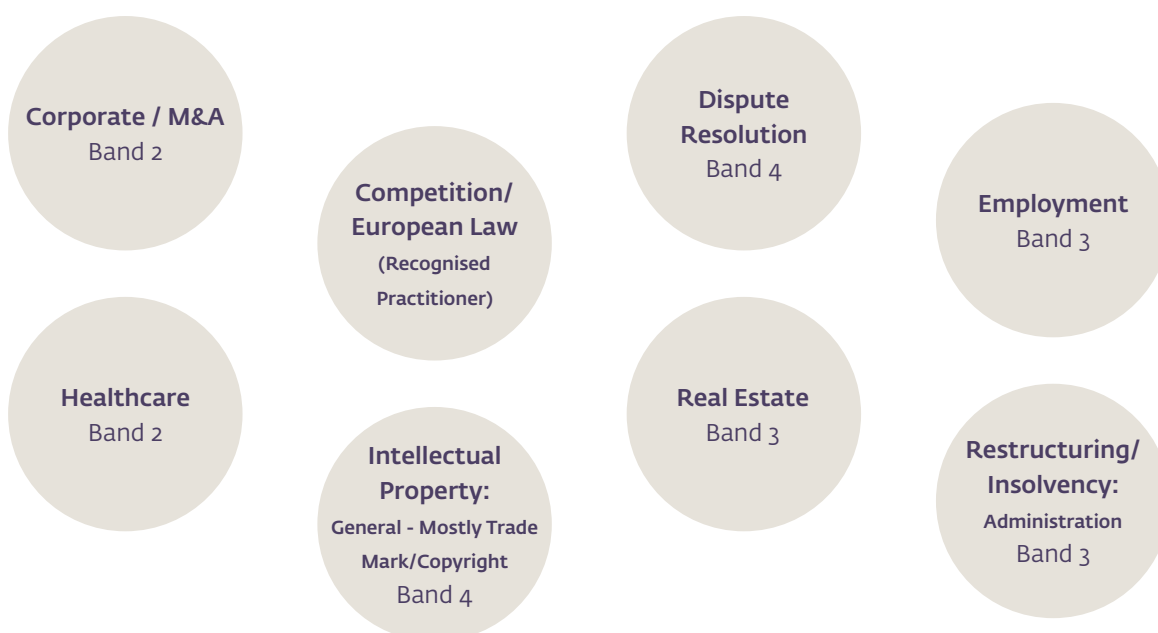 Corporate / M&A
Band 2
Competition/
European Law
(Recognised
Practitioner)
Dispute
Resolution
Band 4
Employment
Band 3
Healthcare
Band 2
Intellectual
Property:
General - Mostly Trade
Mark/Copyright
Band 4
Real Estate
Band 3
Restructuring/
Insolvency:
Administration
Band 3